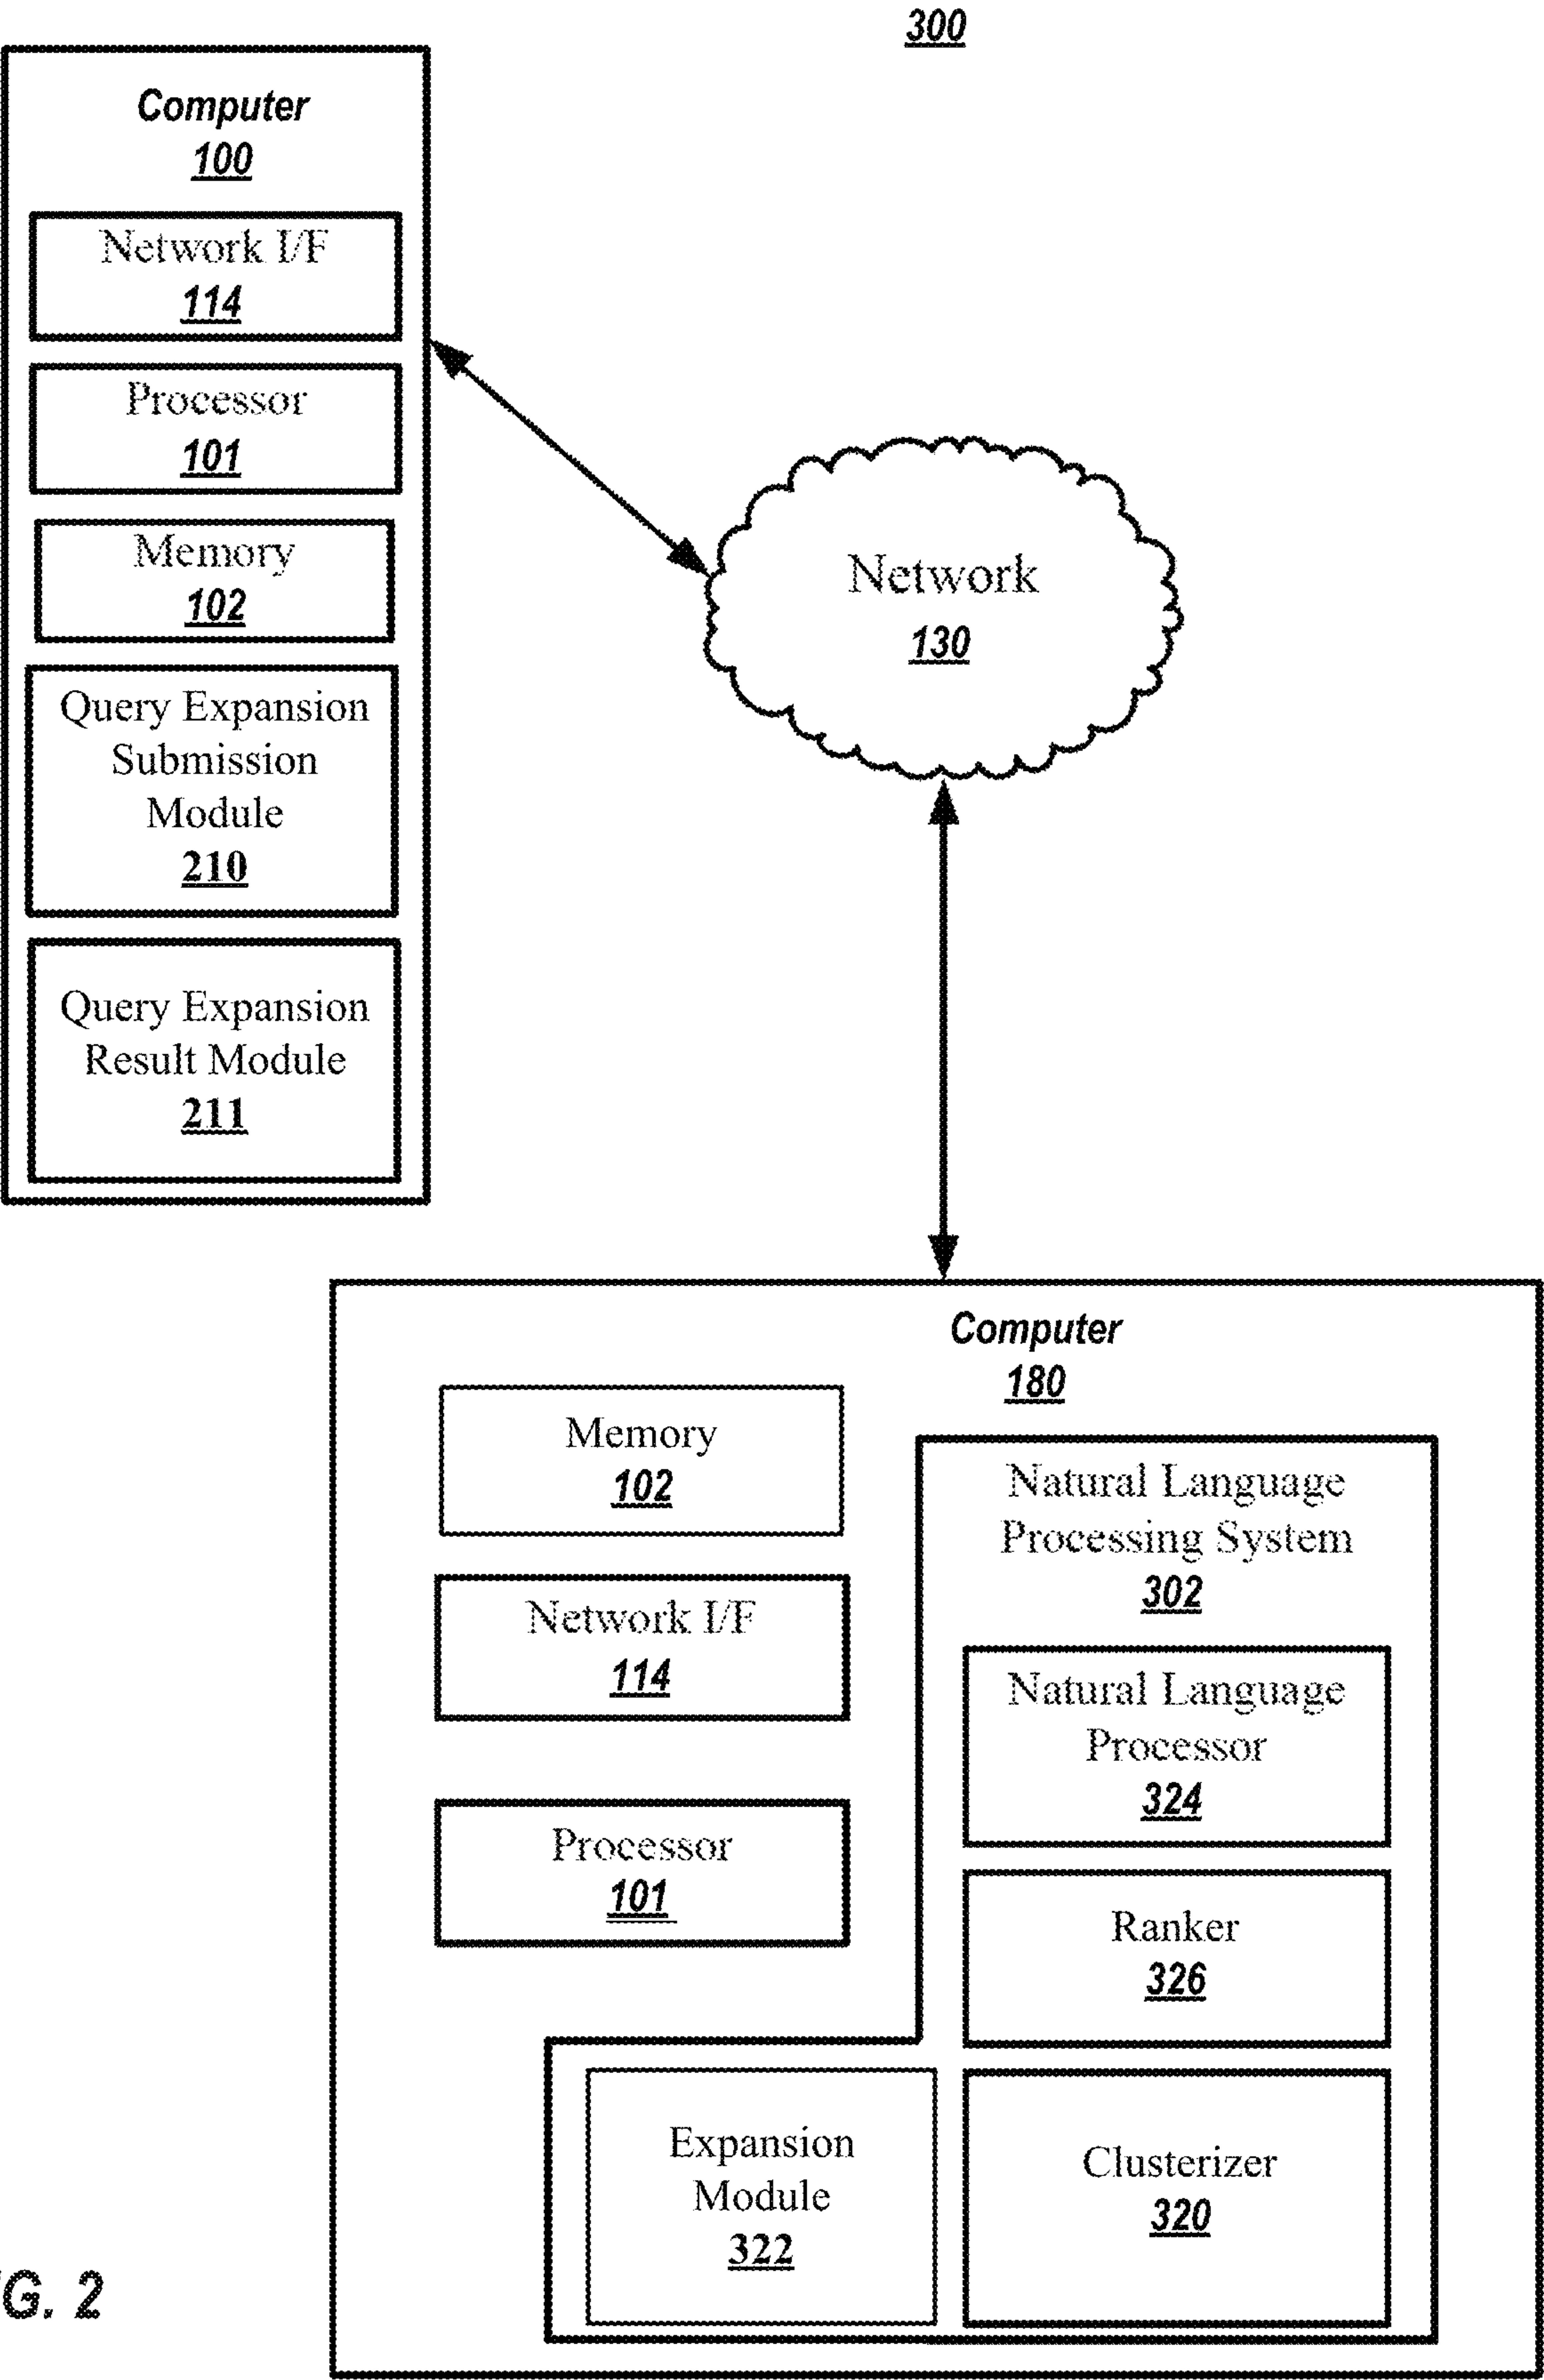 300
Computer
100
Network I/F
114
Processor
101
Memory
102
Query Expansion
Submission
Module
210
Query Expansion
Result Module
211
Network
130
Computer
180
Memory
102
Network I/F
114
Processor
101
Natural Language
Processing System
302
Natural Language
Processor
324
Ranker
326
Expansion
Module
322
Clusterizer
320
G. 2